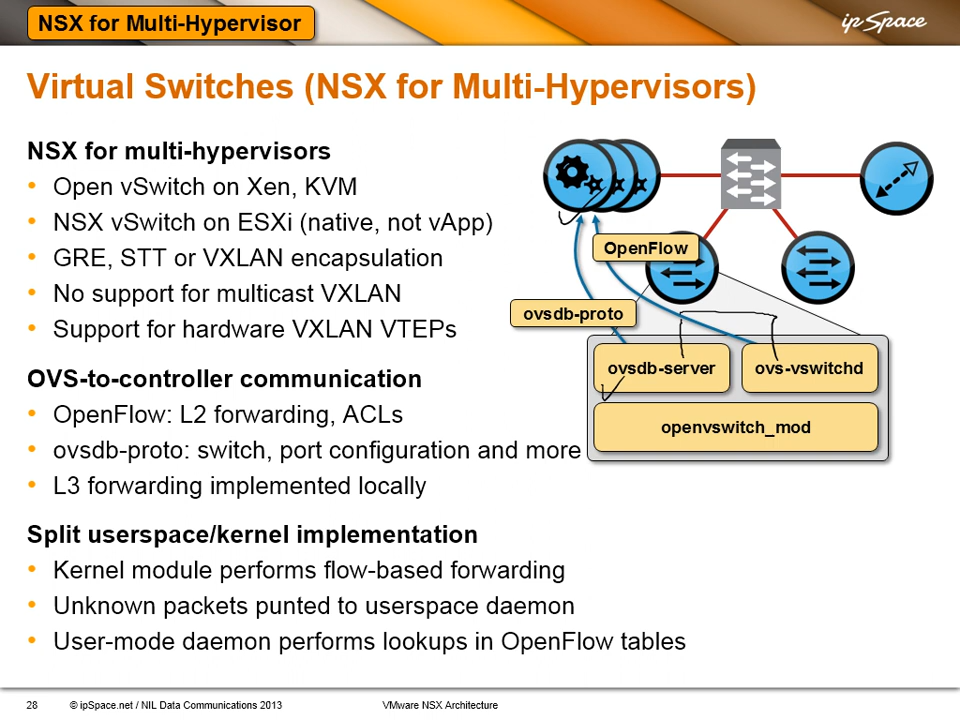 NSX for Multi-Hypervisor
ip Space
Virtual Switches (NSX for Multi-Hypervisors)
NSX for multi-hypervisors
• Open vSwitch on Xen, KVM
• NSX vSwitch on ESXi (native, not vApp)
• GRE, STT or VXLAN encapsulation
• No support for multicast VXLAN
• Support for hardware VXLAN VTEPs
OVS-to-controller communication
• OpenFlow: L2 forwarding, ACLs
• ovsdb-proto: switch, port configuration and more
• L3 forwarding implemented locally
Split userspace/kernel implementation
• Kernel module performs flow-based forwarding
• Unknown packets punted to userspace daemon
• User-mode daemon performs lookups in OpenFlow tables
OpenFlow
ovsdb-proto
ovsdb-server
ovs-vswitchd
openvswitch_mod
28 © ipSpace.net / NIL Data Communications 2013 VMware NSX Architecture